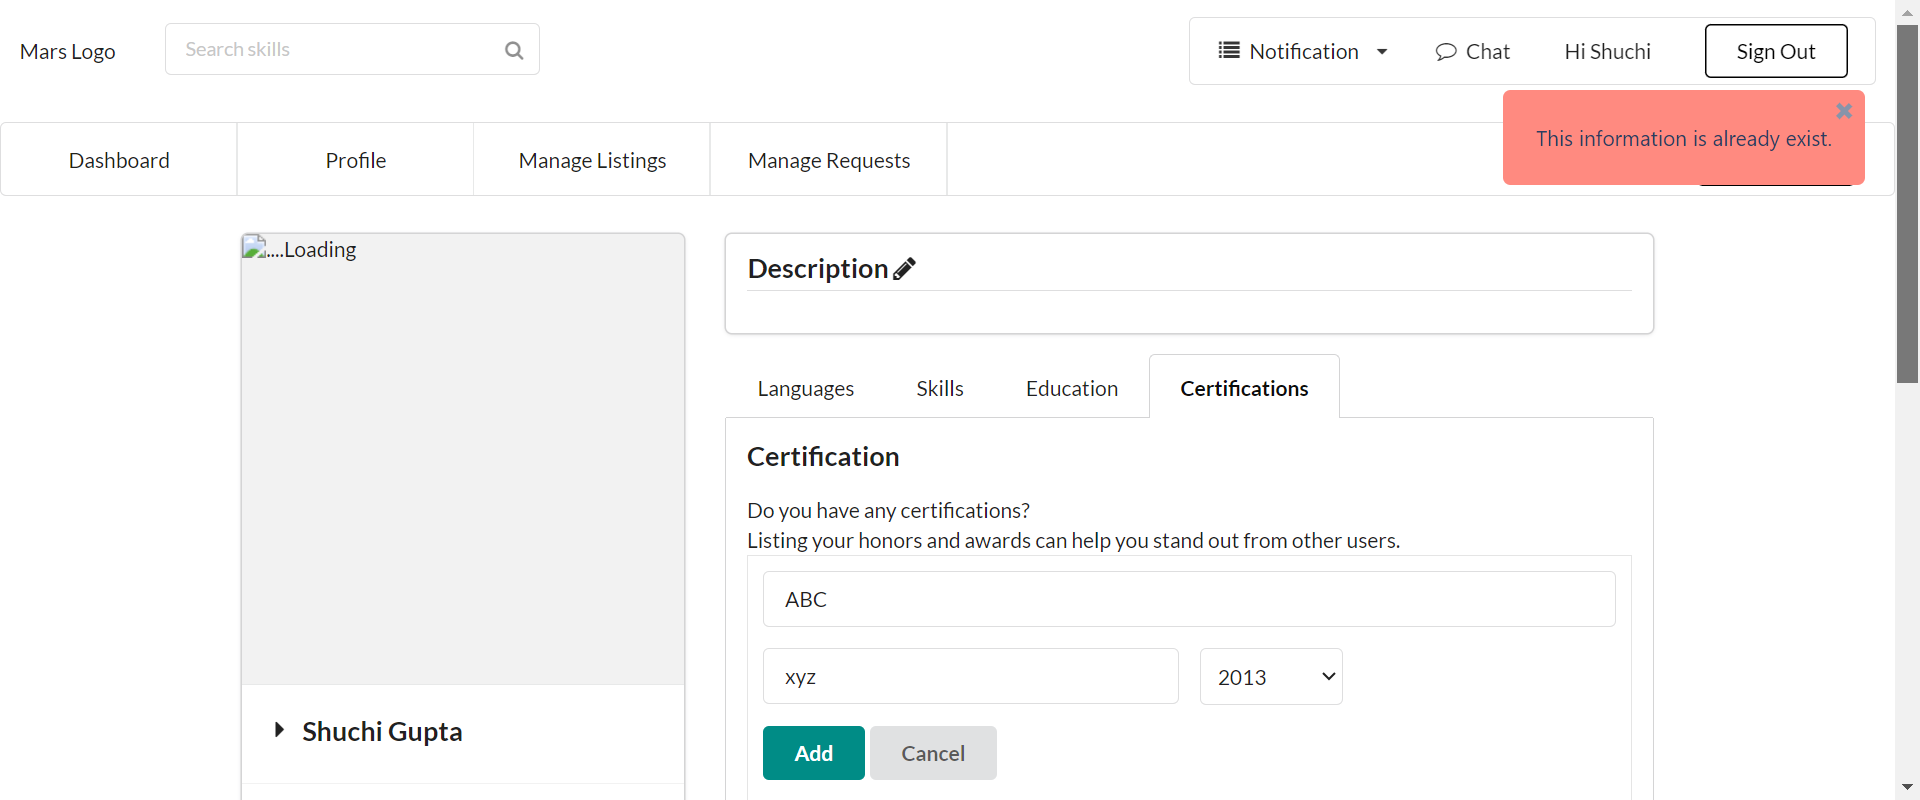 Mars Logo
Search skills
Notification
Chat
Hi Shuchi
Sign Out
This information is already exist.
Dashboard
Profile
Manage Listings
Manage Requests
....Loading
Description
Languages
Skills
Education
Certifications
Certification
Do you have any certifications?
Listing your honors and awards can help you stand out from other users.
ABC
xyz
2013
Add
Cancel
Shuchi Gupta